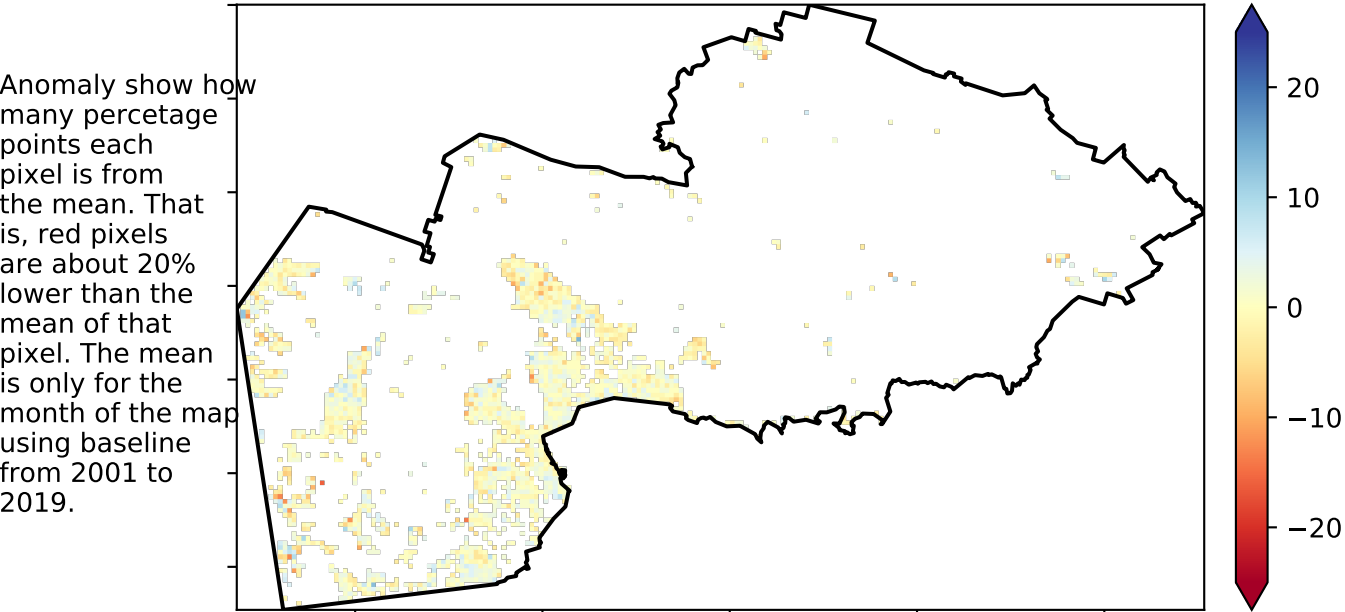 Anomaly show how
many percetage
points each
pixel is from
the mean. That
is, red pixels
are about 20%
lower than the
mean of that
pixel. The mean
is only for the
month of the map
using baseline
from 2001 to
2019.
20
10
0
−10
−20